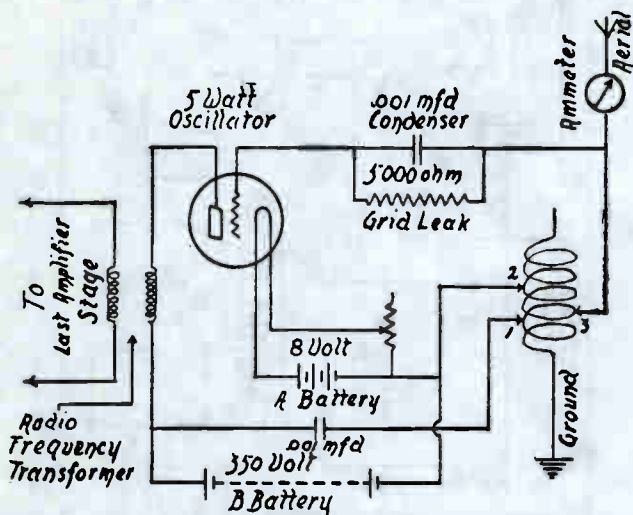 5 Watt
Oscillator
.001 mfd
Condenser
5000 ohm
Grid Leak
Ammeter
Aerial
To
Last Amplifier
Stage
2
1
3
8 Volt
A Battery
.001 mfd
350 Volt
B Battery
Radio
Frequency
Transformer
Ground